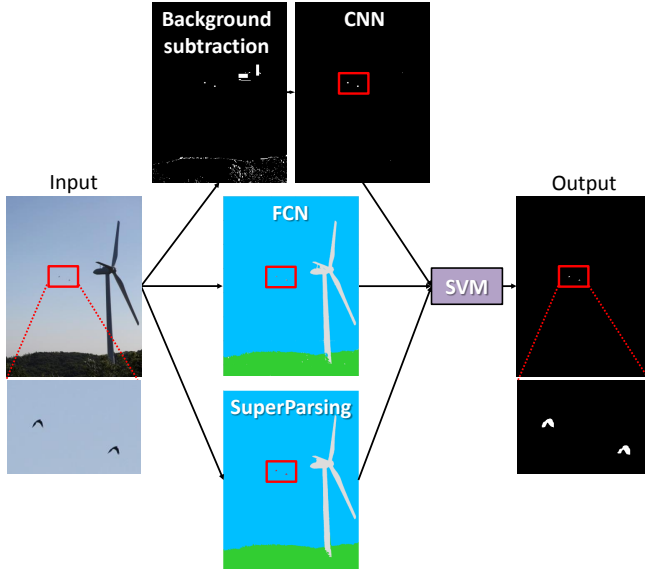 Background
subtraction
CNN
Input
FCN
SVM
Output
SuperParsing